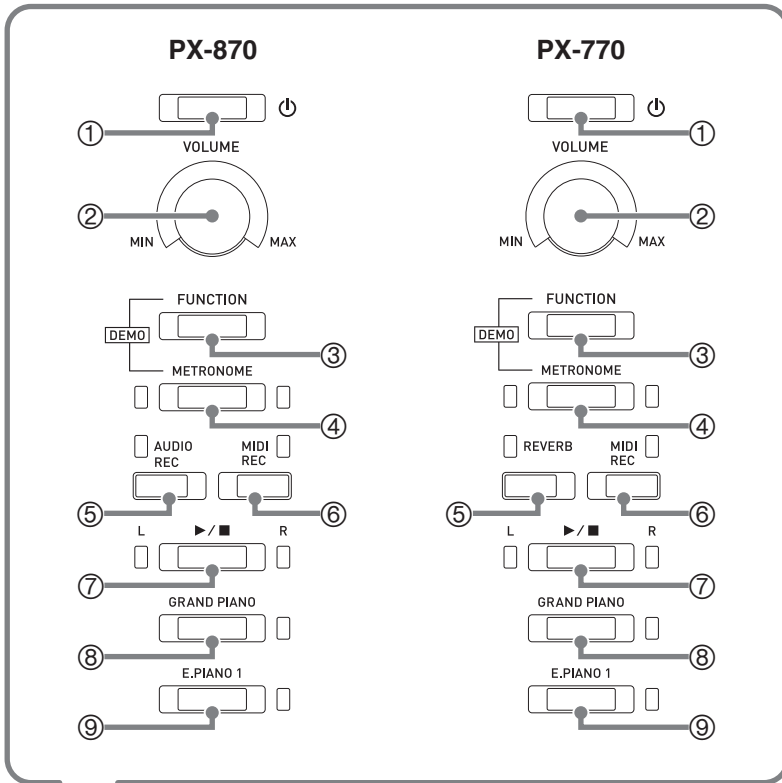 PX-870
① ⏻
VOLUME
②
MIN MAX
FUNCTION
DEMO
③
METRONOME
④
AUDIO REC
MIDI REC
⑤ ⑥
L ▶/■ R
⑦
GRAND PIANO
⑧
E.PIANO 1
⑨
PX-770
① ⏻
VOLUME
②
MIN MAX
FUNCTION
DEMO
③
METRONOME
④
REVERB
MIDI REC
⑤ ⑥
L ▶/■ R
⑦
GRAND PIANO
⑧
E.PIANO 1
⑨